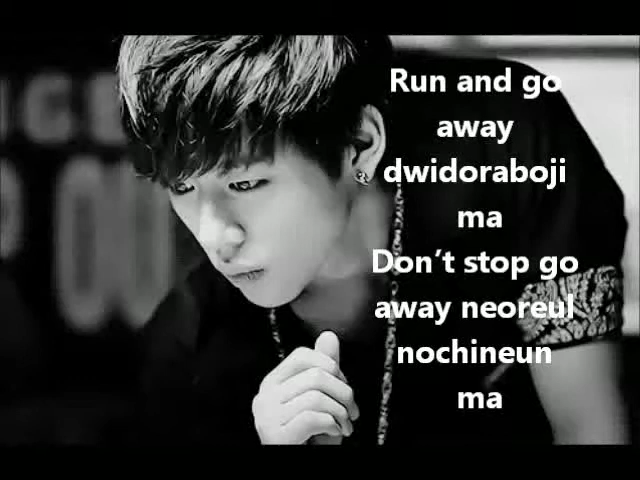 Run and go
away
dwidoraboji
ma
Don't stop go
away neoreul
nochineun
ma